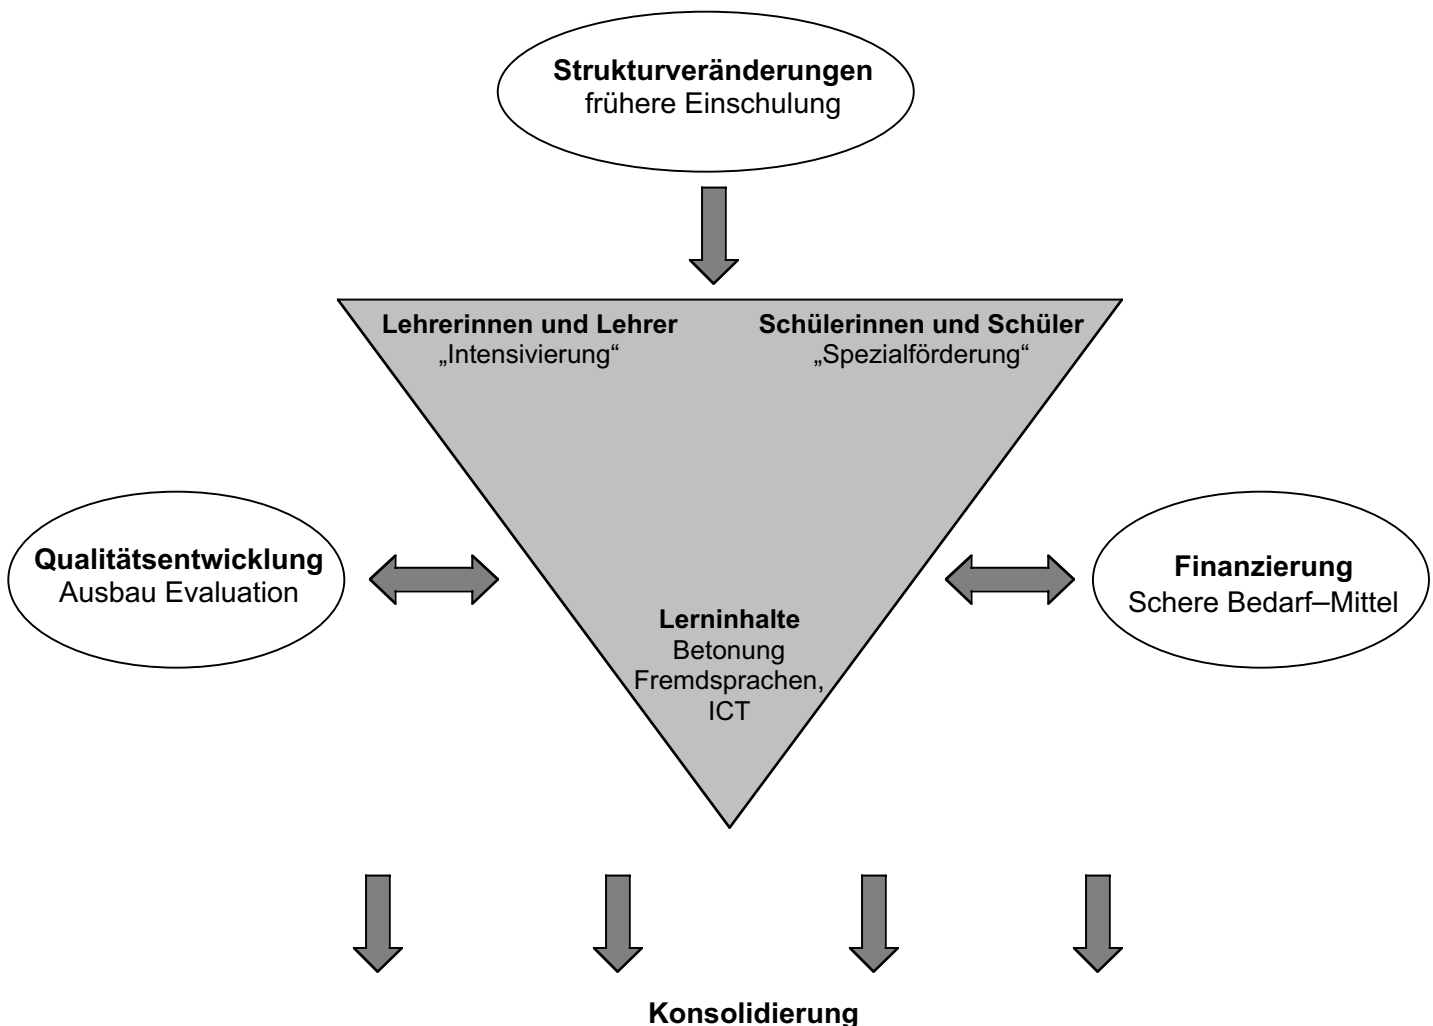 Strukturveränderungen
frühere Einschulung
Lehrerinnen und Lehrer
„Intensivierung“
Schülerinnen und Schüler
„Spezialförderung“
Qualitätsentwicklung
Ausbau Evaluation
Finanzierung
Schere Bedarf–Mittel
Lerninhalte
Betonung
Fremdsprachen,
ICT
Konsolidierung